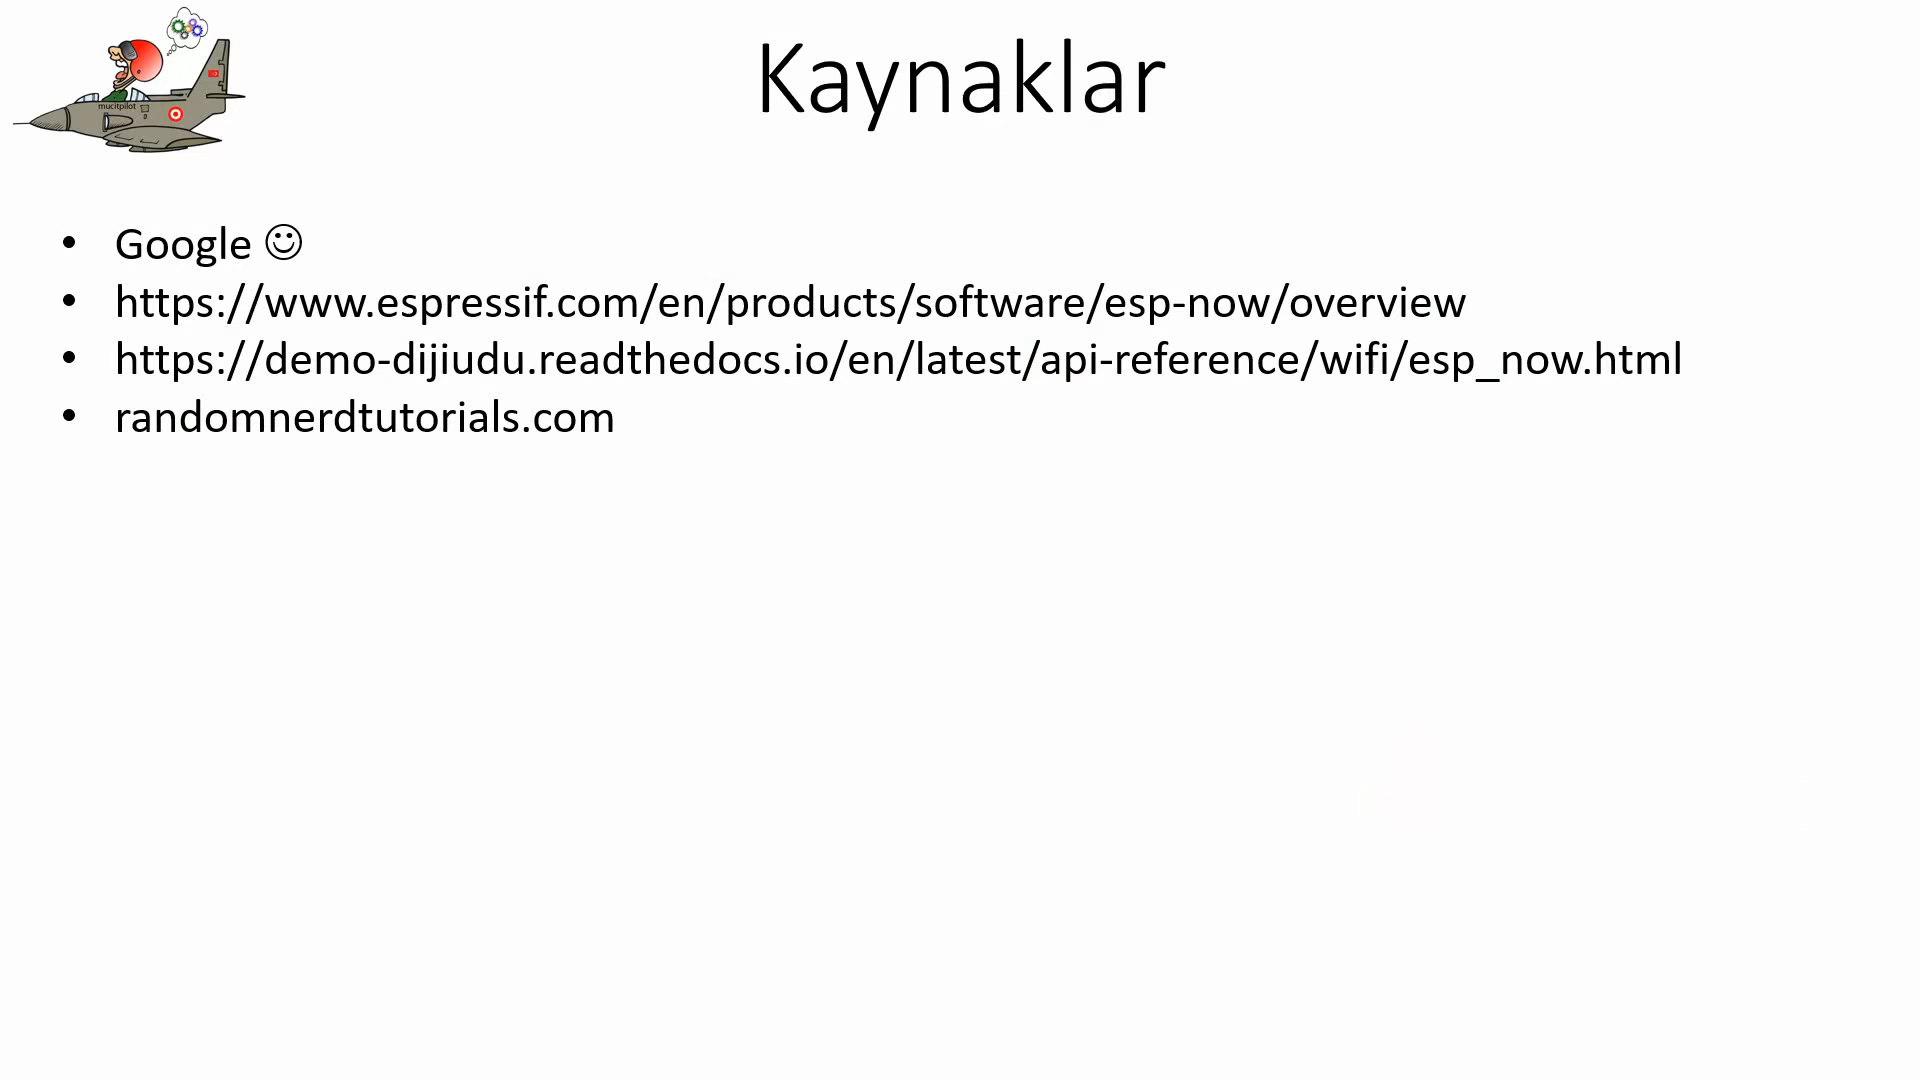 mucitpilot
Kaynaklar
• Google ☺
• https://www.espressif.com/en/products/software/esp-now/overview
• https://demo-dijiudu.readthedocs.io/en/latest/api-reference/wifi/esp_now.html
• randomnerdtutorials.com